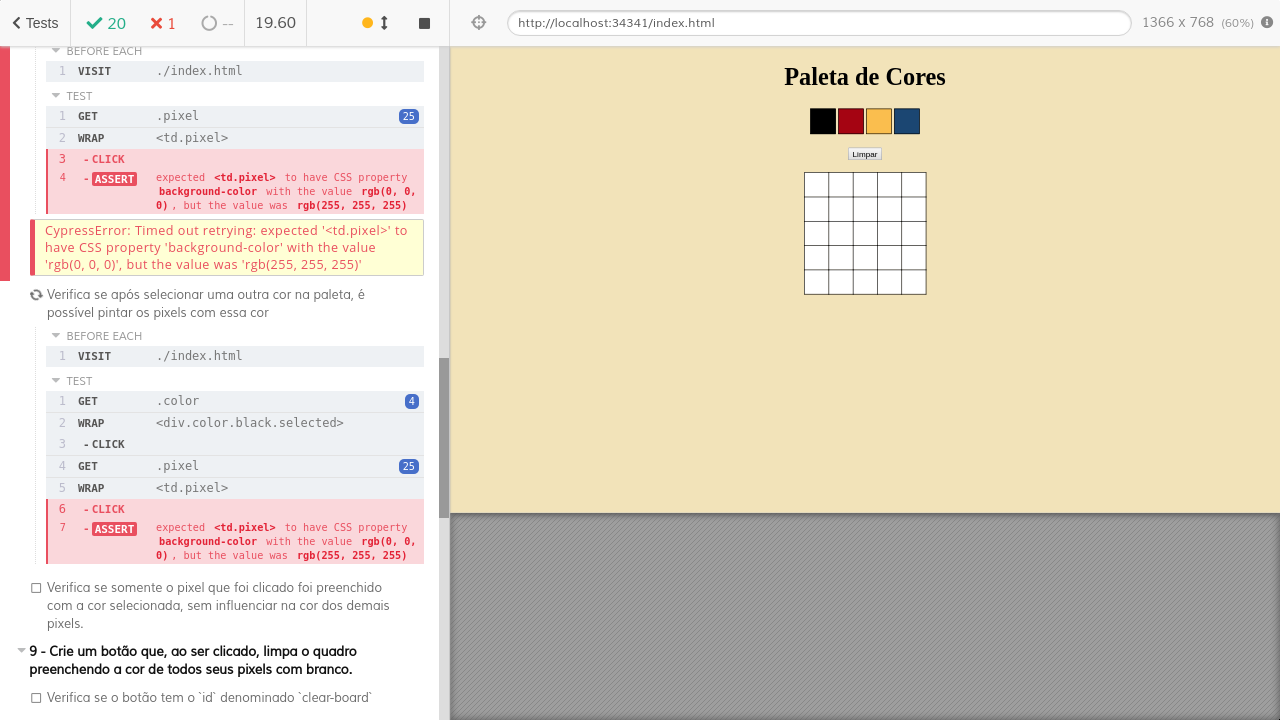 Tests 20 1 -- 19.60
http://localhost:34341/index.html 1366 x 768 (60%)
BEFORE EACH
1 VISIT ./index.html
TEST
1 GET .pixel 25
2 WRAP <td.pixel>
3 - CLICK
4 - ASSERT expected <td.pixel> to have CSS property
background-color with the value rgb(0, 0,
0), but the value was rgb(255, 255, 255)
CypressError: Timed out retrying: expected '<td.pixel>' to
have CSS property 'background-color' with the value
'rgb(0, 0, 0)', but the value was 'rgb(255, 255, 255)'
Verifica se após selecionar uma outra cor na paleta, é
possível pintar os pixels com essa cor
BEFORE EACH
1 VISIT ./index.html
TEST
1 GET .color 4
2 WRAP <div.color.black.selected>
3 - CLICK
4 GET .pixel 25
5 WRAP <td.pixel>
6 - CLICK
7 - ASSERT expected <td.pixel> to have CSS property
background-color with the value rgb(0, 0,
0), but the value was rgb(255, 255, 255)
Verifica se somente o pixel que foi clicado foi preenchido
com a cor selecionada, sem influenciar na cor dos demais
pixels.
9 - Crie um botão que, ao ser clicado, limpa o quadro
preenchendo a cor de todos seus pixels com branco.
Verifica se o botão tem o `id` denominado `clear-board`
Paleta de Cores
Limpar